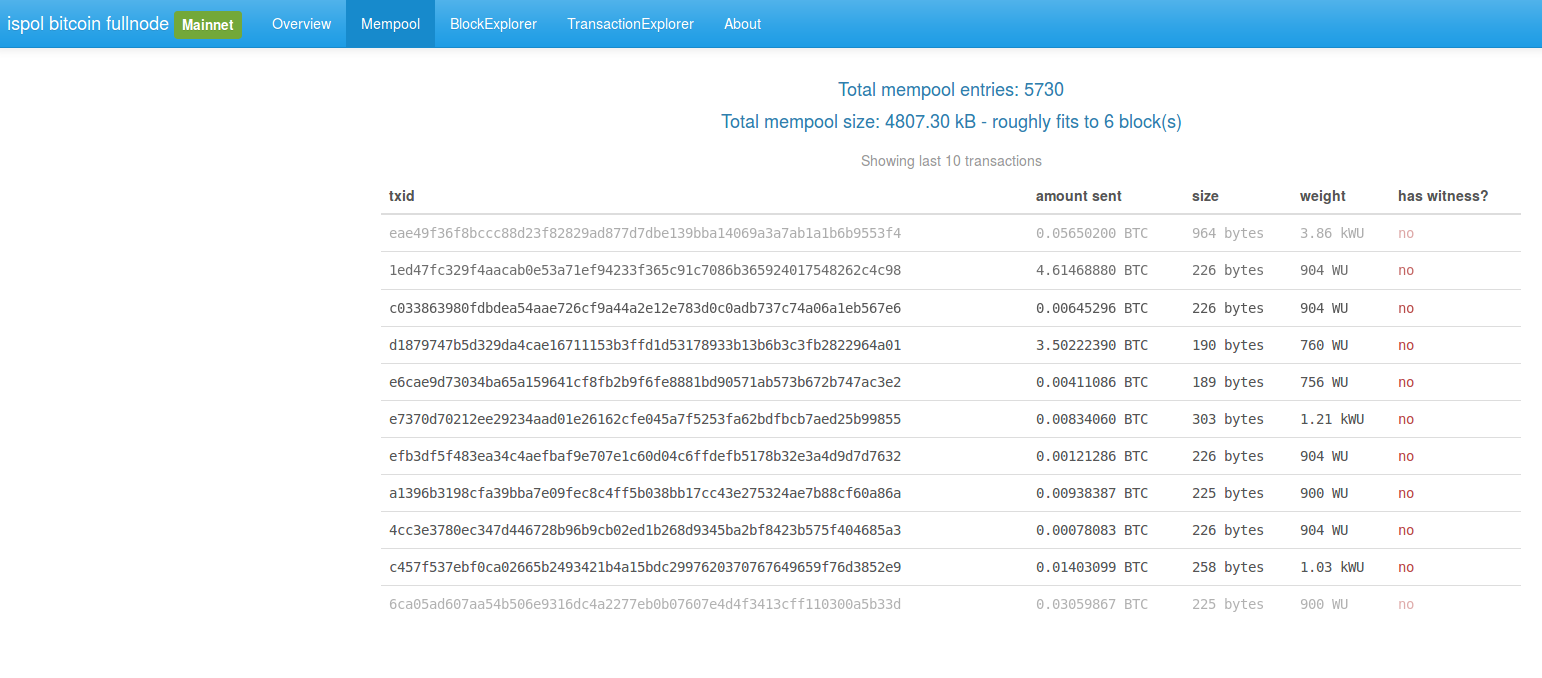 ispol bitcoin fullnode Mainnet Overview Mempool BlockExplorer TransactionExplorer About
Total mempool entries: 5730
Total mempool size: 4807.30 kB - roughly fits to 6 block(s)
Showing last 10 transactions
txid amount sent size weight has witness?
eae49f36f8bccc88d23f82829ad877d7dbe139bba14069a3a7ab1a1b6b9553f4 0.05650200 BTC 964 bytes 3.86 kWU no
1ed47fc329f4aacab0e53a71ef94233f365c91c7086b365924017548262c4c98 4.61468880 BTC 226 bytes 904 WU no
c033863980fdbdea54aae726cf9a44a2e12e783d0c0adb737c74a06a1eb567e6 0.00645296 BTC 226 bytes 904 WU no
d1879747b5d329da4cae16711153b3ffd1d53178933b13b6b3c3fb2822964a01 3.50222390 BTC 190 bytes 760 WU no
e6cae9d73034ba65a159641cf8fb2b9f6fe8881bd90571ab573b672b747ac3e2 0.00411086 BTC 189 bytes 756 WU no
e7370d70212ee29234aad01e26162cfe045a7f5253fa62bdfbcb7aed25b99855 0.00834060 BTC 303 bytes 1.21 kWU no
efb3df5f483ea34c4aefbaf9e707e1c60d04c6ffdefb5178b32e3a4d9d7d7632 0.00121286 BTC 226 bytes 904 WU no
a1396b3198cfa39bba7e09fec8c4ff5b038bb17cc43e275324ae7b88cf60a86a 0.00938387 BTC 225 bytes 900 WU no
4cc3e3780ec347d446728b96b9cb02ed1b268d9345ba2bf8423b575f404685a3 0.00078083 BTC 226 bytes 904 WU no
c457f537ebf0ca02665b2493421b4a15bdc2997620370767649659f76d3852e9 0.01403099 BTC 258 bytes 1.03 kWU no
6ca05ad607aa54b506e9316dc4a2277eb0b07607e4d4f3413cff110300a5b33d 0.03059867 BTC 225 bytes 900 WU no